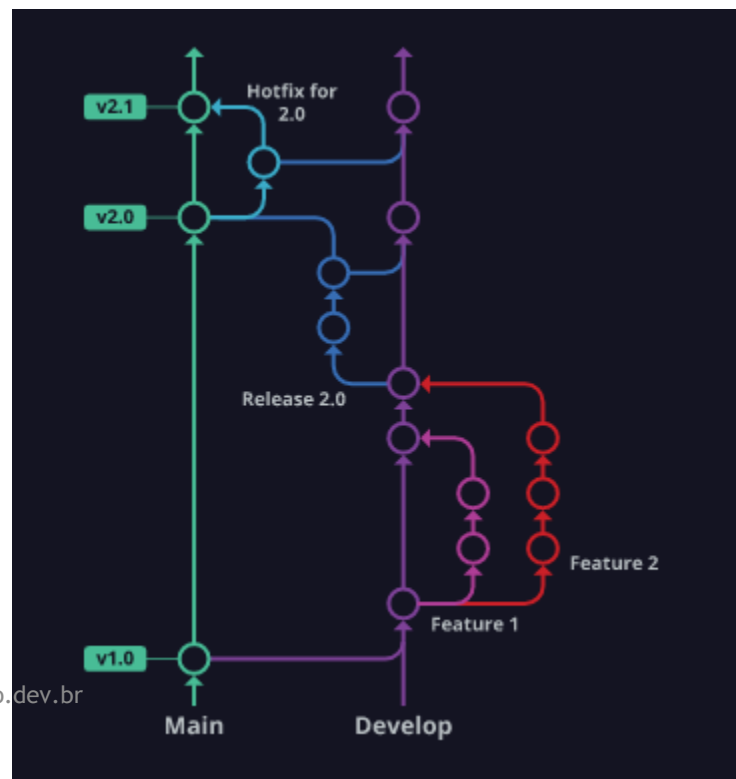 Hotfix for
2.0
v2.1
v2.0
Release 2.0
Feature 2
Feature 1
v1.0
.dev.br
Main
Develop